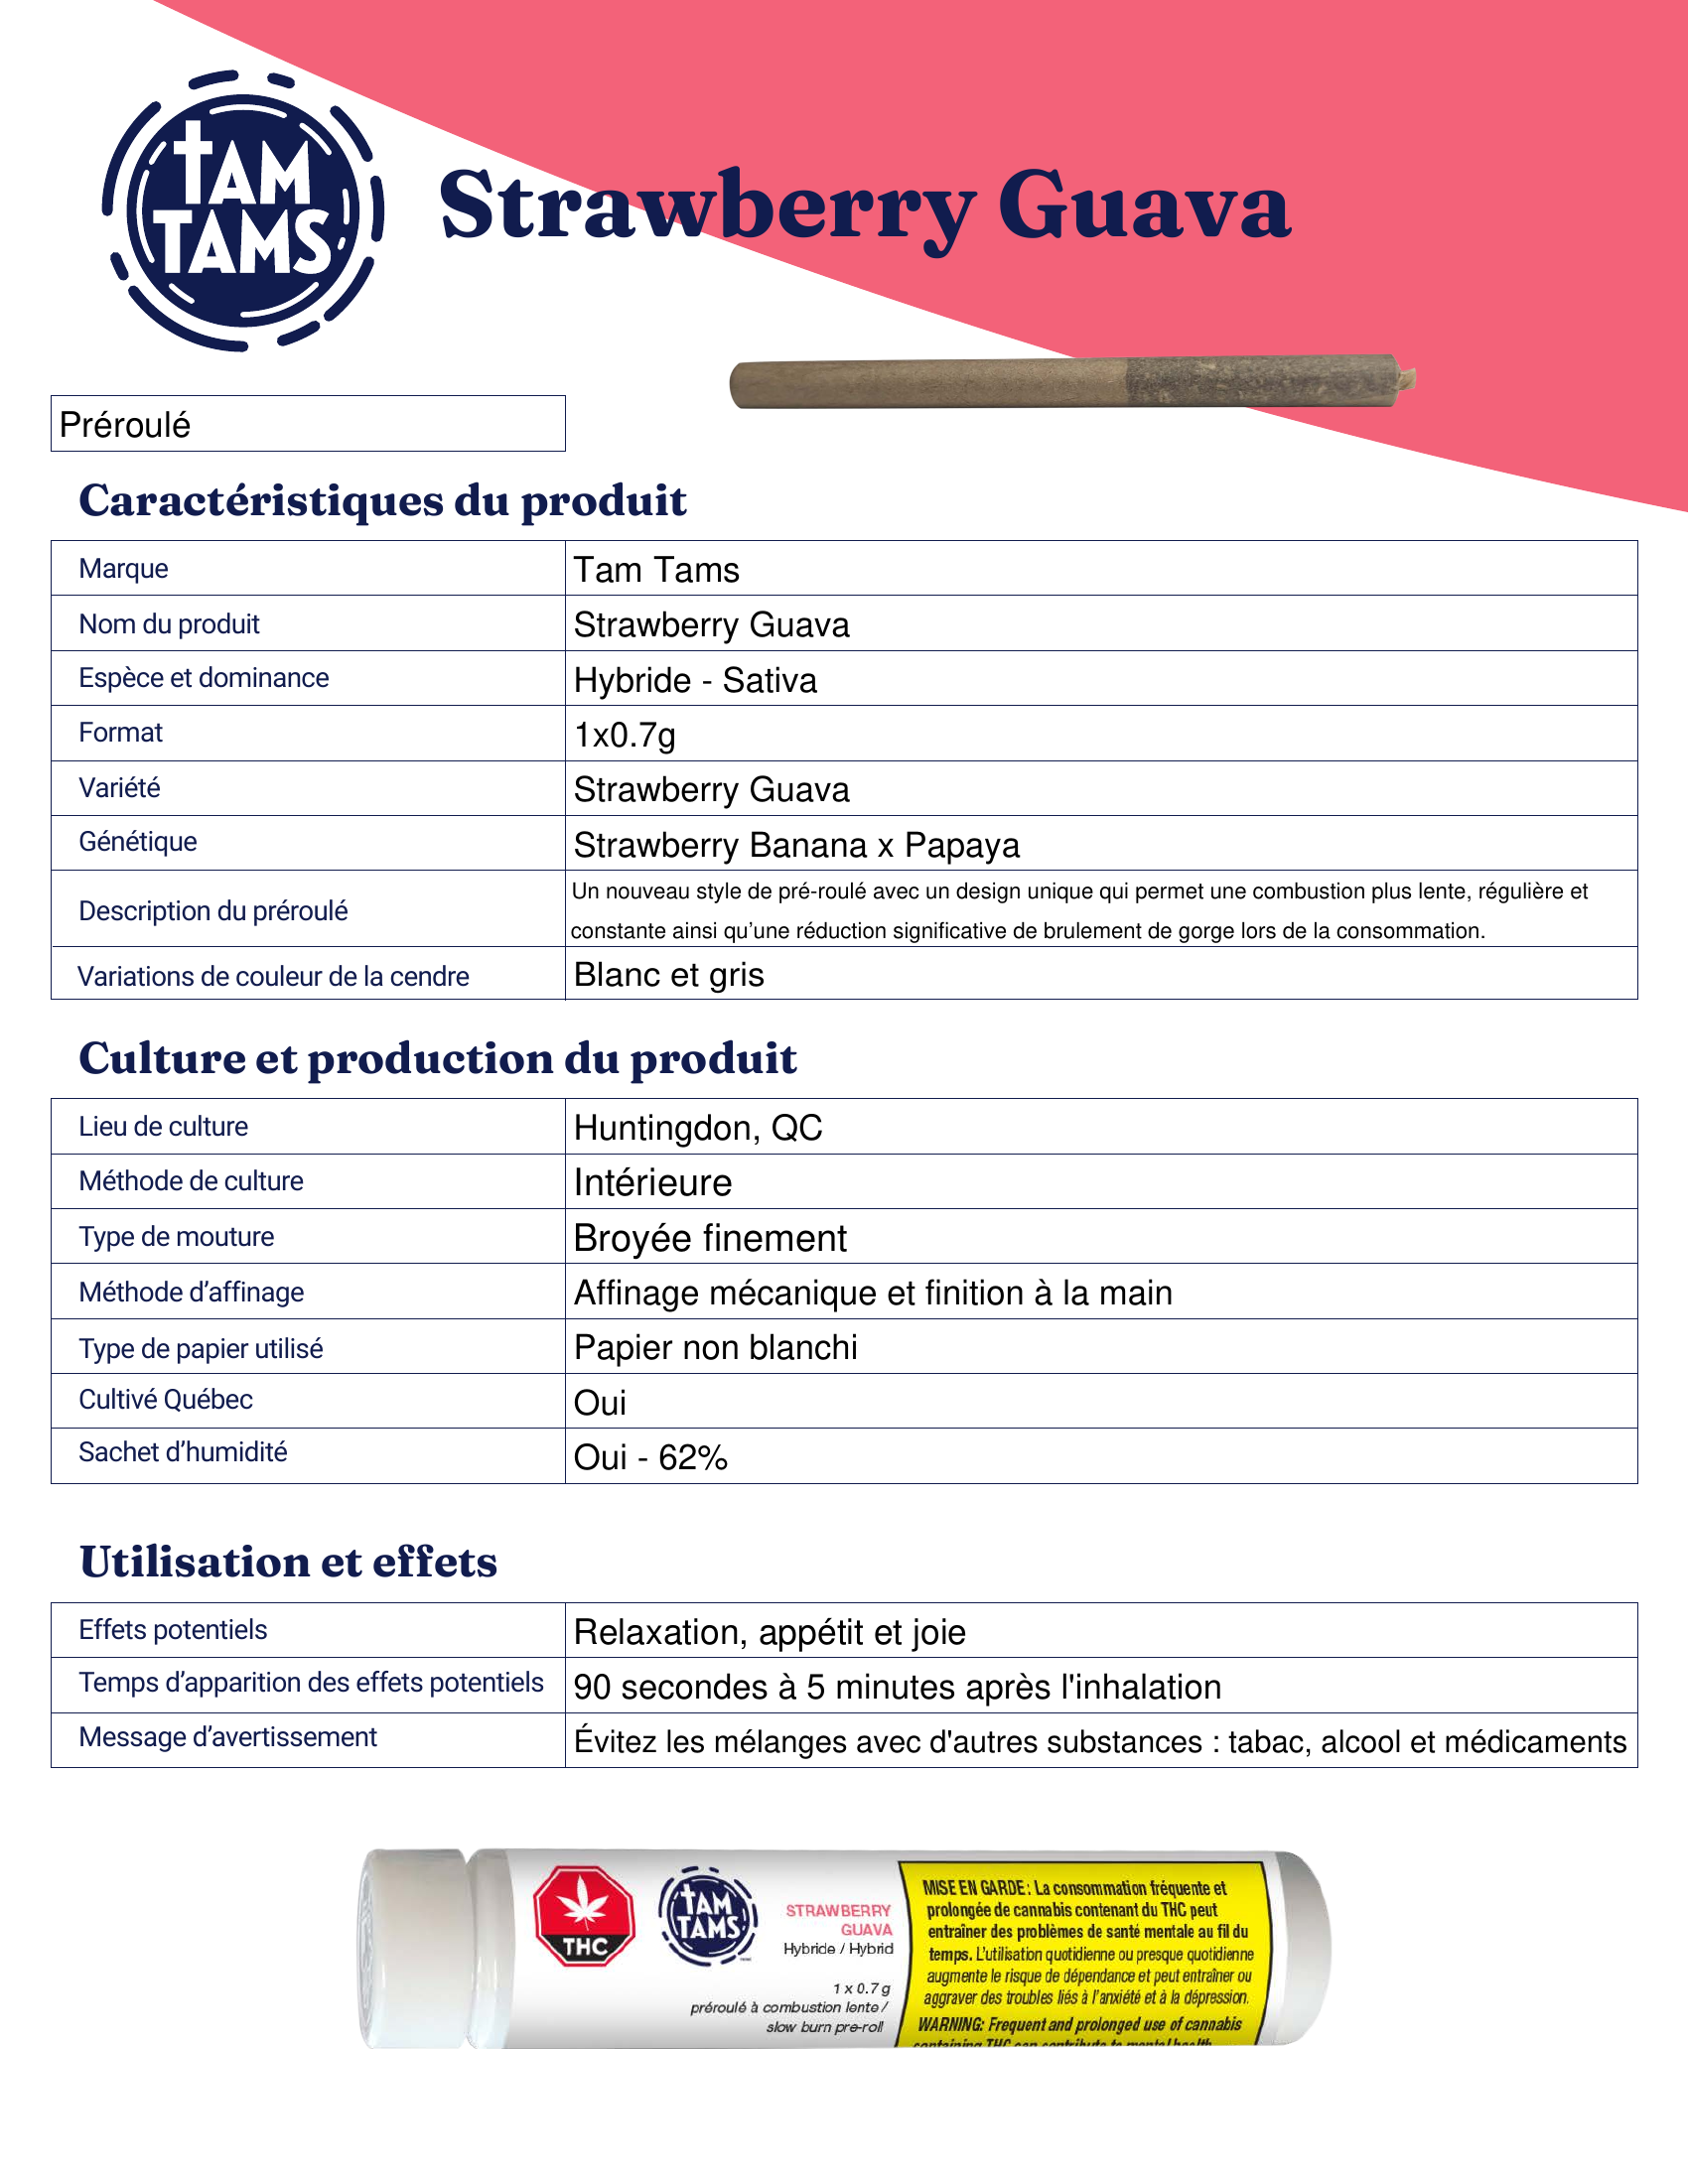 TAM
TAMS
Strawberry Guava
Préroulé
Caractéristiques du produit
Marque
Tam Tams
Nom du produit
Strawberry Guava
Espèce et dominance
Hybride - Sativa
Format
1x0.7g
Variété
Strawberry Guava
Génétique
Strawberry Banana x Papaya
Description du préroulé
Un nouveau style de pré-roulé avec un design unique qui permet une combustion plus lente, régulière et
constante ainsi qu’une réduction significative de brulement de gorge lors de la consommation.
Variations de couleur de la cendre
Blanc et gris
Culture et production du produit
Lieu de culture
Huntingdon, QC
Méthode de culture
Intérieure
Type de mouture
Broyée finement
Méthode d’affinage
Affinage mécanique et finition à la main
Type de papier utilisé
Papier non blanchi
Cultivé Québec
Oui
Sachet d’humidité
Oui - 62%
Utilisation et effets
Effets potentiels
Relaxation, appétit et joie
Temps d’apparition des effets potentiels
90 secondes à 5 minutes après l'inhalation
Message d’avertissement
Évitez les mélanges avec d'autres substances : tabac, alcool et médicaments
THC
TAM
TAMS
STRAWBERRY
GUAVA
Hybride / Hybrid
1 x 0.7 g
préroulé à combustion lente /
slow burn pre-roll
MISE EN GARDE : La consommation fréquente et
prolongée de cannabis contenant du THC peut
entraîner des problèmes de santé mentale au fil du
temps. L’utilisation quotidienne ou presque quotidienne
augmente le risque de dépendance et peut entraîner ou
aggraver des troubles liés à l’anxiété et à la dépression.
WARNING: Frequent and prolonged use of cannabis
containing THC can contribute to mental health